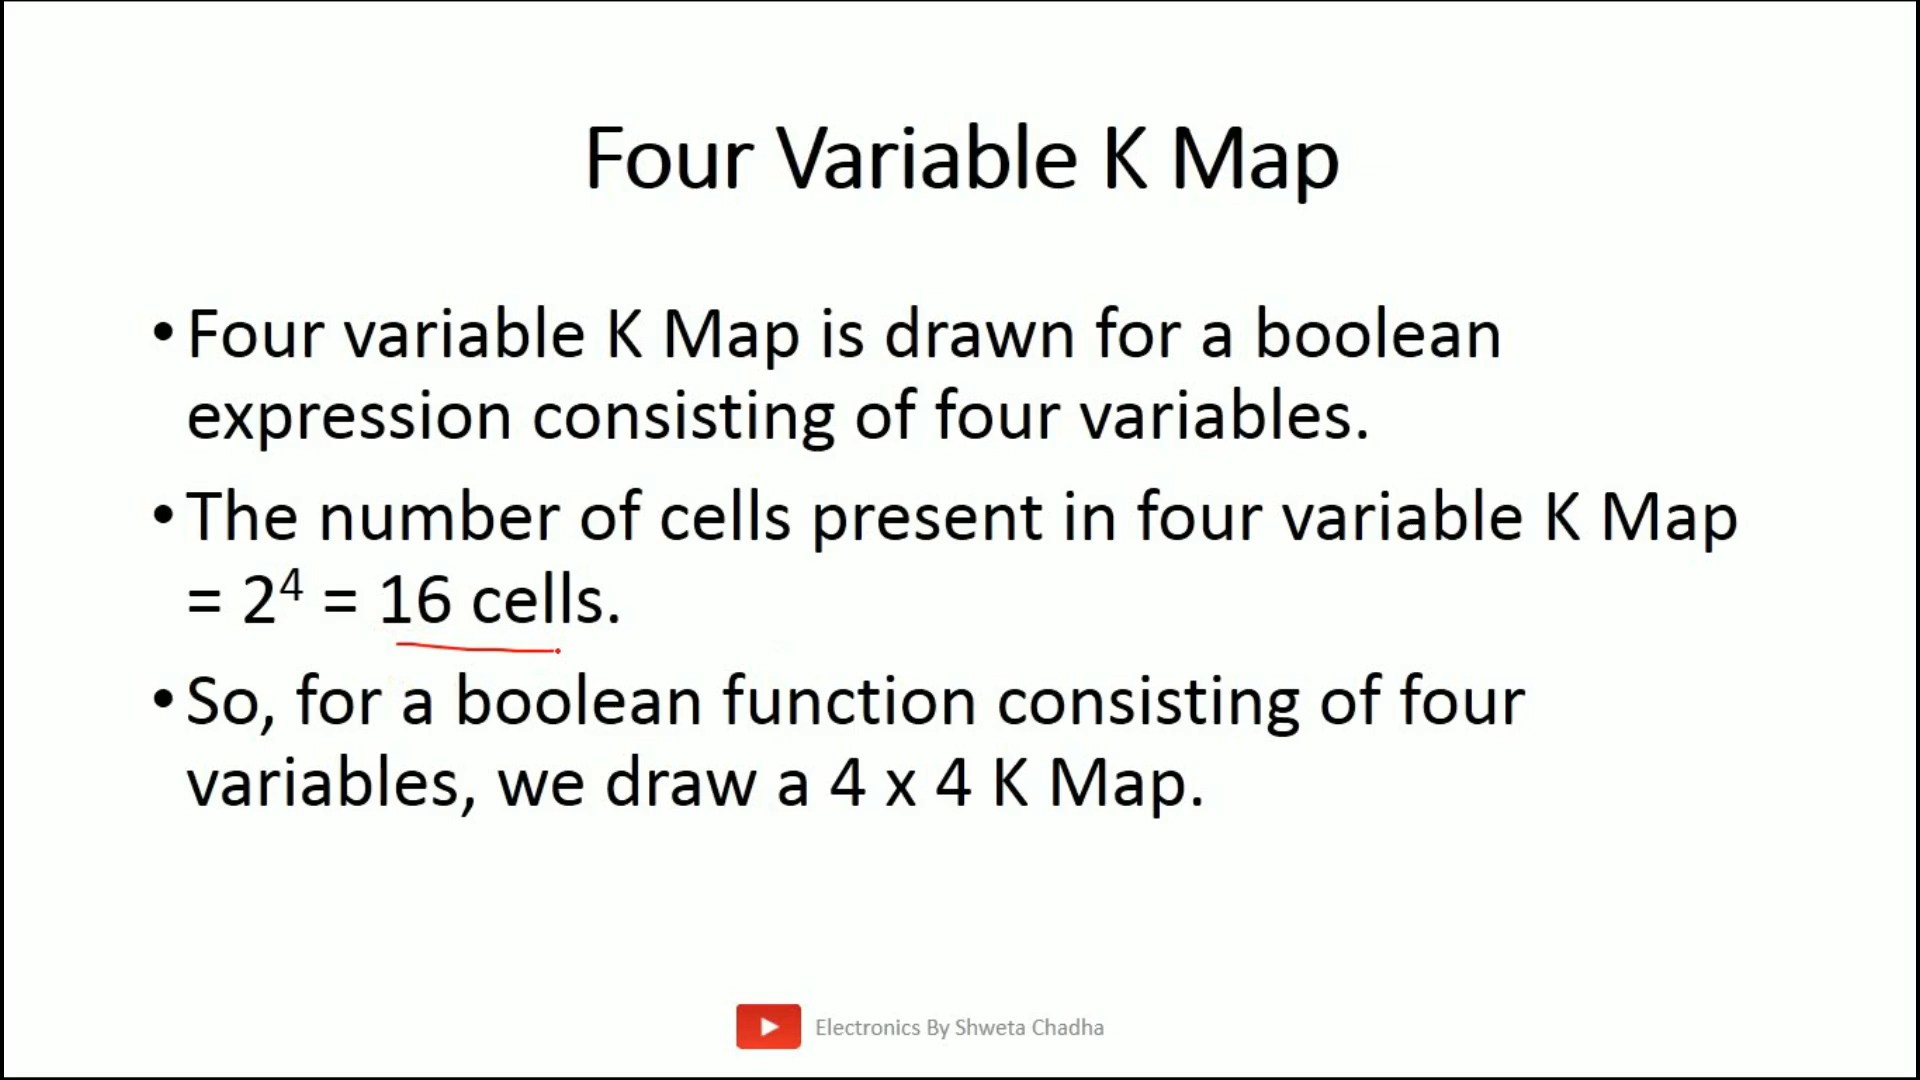 Four Variable K Map
•Four variable K Map is drawn for a boolean
expression consisting of four variables.
•The number of cells present in four variable K Map
= 2⁴ = 16 cells.
•So, for a boolean function consisting of four
variables, we draw a 4 x 4 K Map.
Electronics By Shweta Chadha